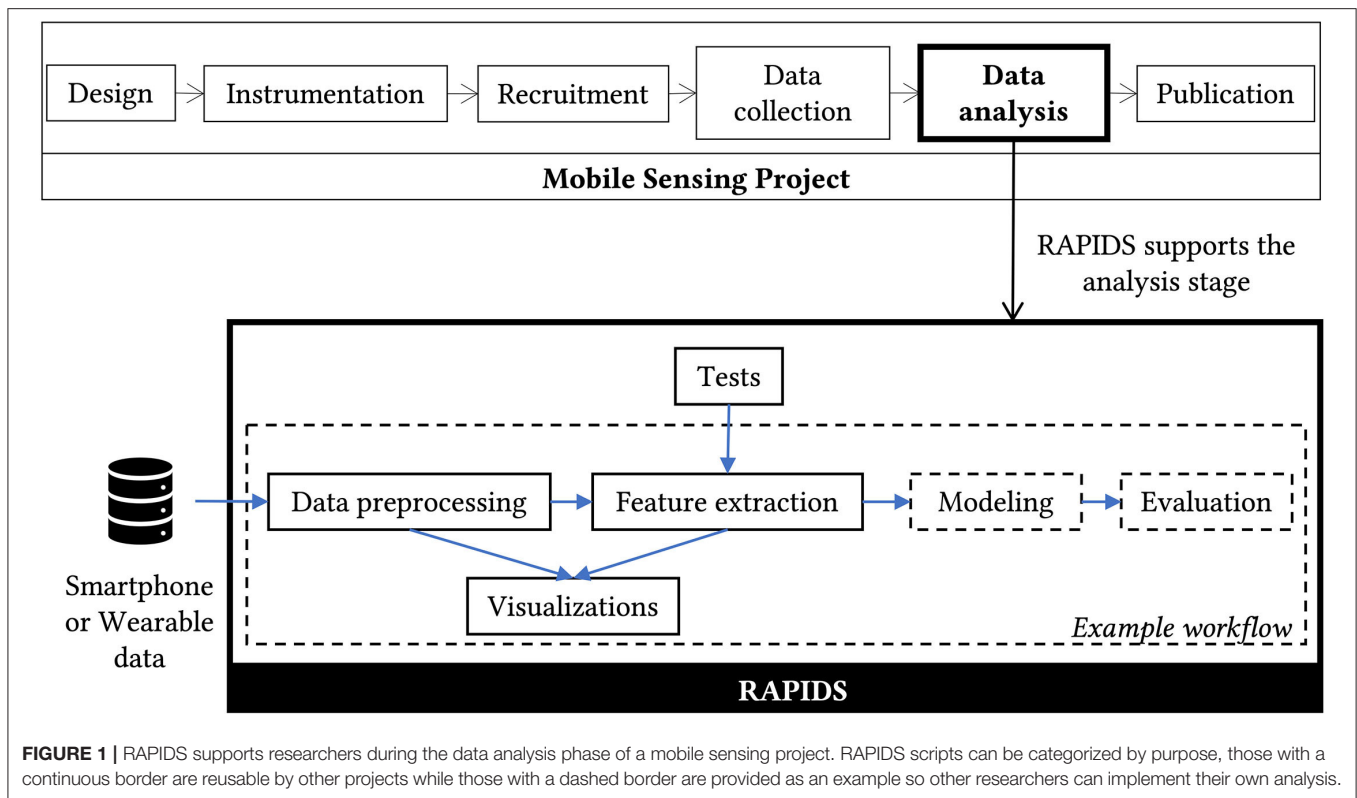 Design
Instrumentation
Recruitment
Data
collection
Data
analysis
Publication
Mobile Sensing Project
RAPIDS supports the
analysis stage
Tests
Data preprocessing
Feature extraction
Modeling
Evaluation
Smartphone
or Wearable
data
Visualizations
Example workflow
RAPIDS
FIGURE 1 | RAPIDS supports researchers during the data analysis phase of a mobile sensing project. RAPIDS scripts can be categorized by purpose, those with a
continuous border are reusable by other projects while those with a dashed border are provided as an example so other researchers can implement their own analysis.